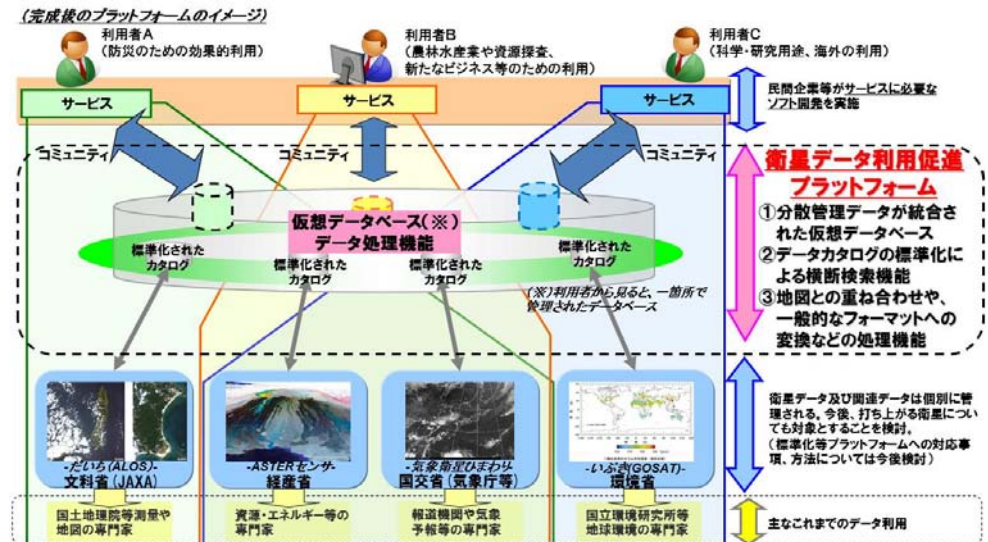 (完成後のプラットフォームのイメージ)
利用者A
(防災のための効果的利用)
利用者B
(農林水産業や資源探査、
新たなビジネス等のための利用)
利用者C
(科学・研究用途、海外の利用)
サービス
サービス
サービス
民間企業等がサービスに必要な
ソフト開発を実施
コミュニティ
コミュニティ
コミュニティ
衛星データ利用促進
プラットフォーム
①分散管理データが統合さ
れた仮想データベース
②データカタログの標準化に
よる横断検索機能
③地図との重ね合わせや、
一般的なフォーマットへの
変換などの処理機能
仮想データベース(※)
データ処理機能
標準化された
カタログ
標準化された
カタログ
標準化された
カタログ
標準化された
カタログ
(※)利用者から見ると、一箇所で
管理されたデータベース
衛星データ及び関連データは個別に管
理される。今後、打ち上がる衛星につい
ても対象とすることを検討。
(標準化等プラットフォームへの対応事
項、方法については今後検討)
-だいち(ALOS)-
文科省(JAXA)
-ASTERセンサ-
経産省
-気象衛星ひまわり-
国交省(気象庁等)
-いぶき(GOSAT)-
環境省
国土地理院等測量や
地図の専門家
資源・エネルギー等の
専門家
報道機関や気象
予報等の専門家
国立環境研究所等
地球環境の専門家
主なこれまでのデータ利用